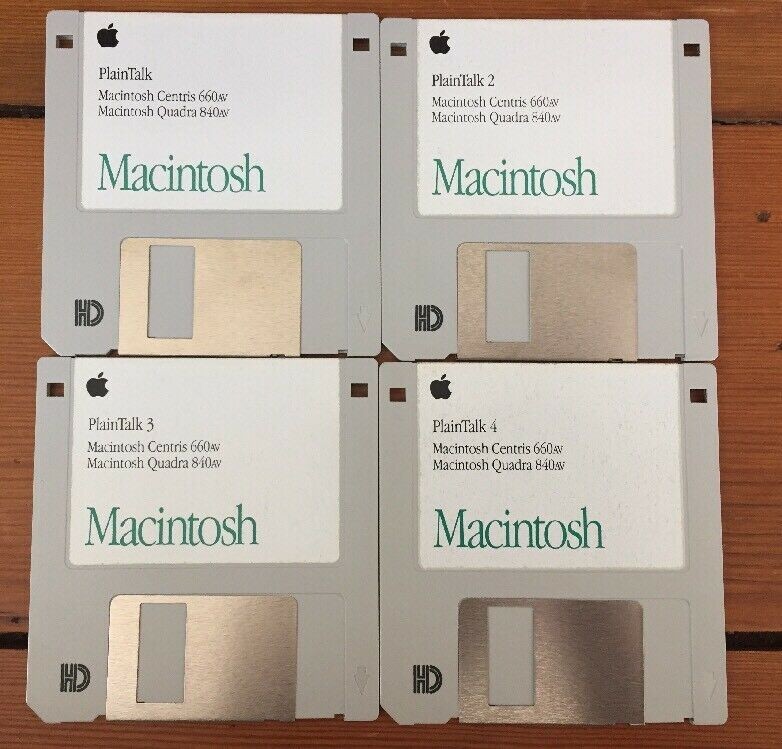 PlainTalk
Macintosh Centris 660AV
Macintosh Quadra 840AV
Macintosh
HD
PlainTalk 2
Macintosh Centris 660AV
Macintosh Quadra 840AV
Macintosh
HD
PlainTalk 3
Macintosh Centris 660AV
Macintosh Quadra 840AV
Macintosh
HD
PlainTalk 4
Macintosh Centris 660AV
Macintosh Quadra 840AV
Macintosh
HD